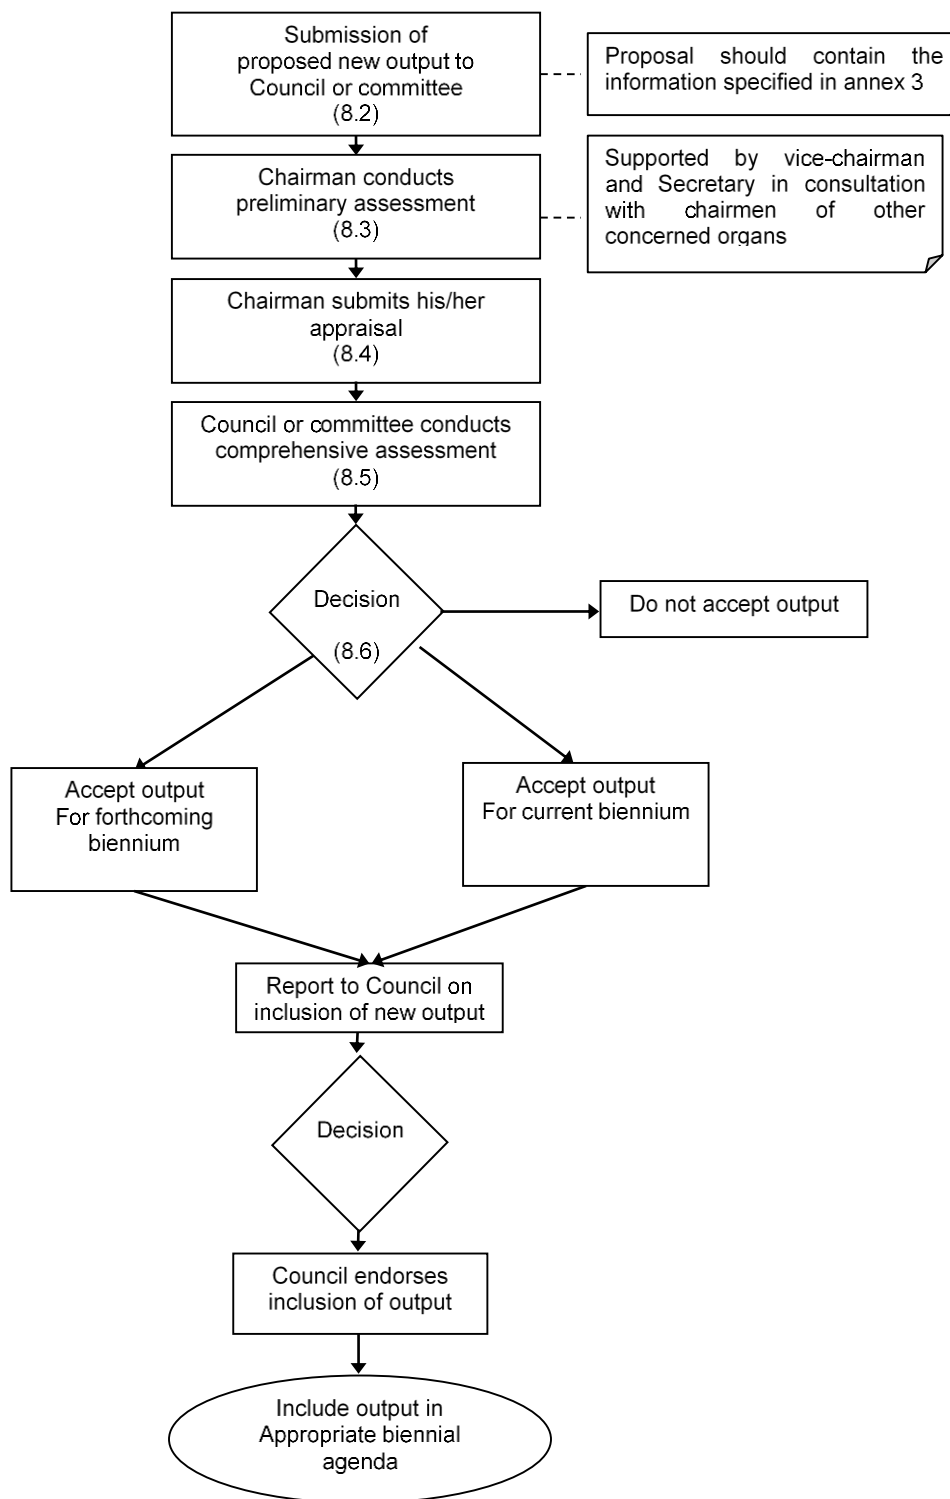 Submission of
proposed new output to
Council or committee
(8.2)
Proposal should contain the
information specified in annex 3
Chairman conducts
preliminary assessment
(8.3)
Supported by vice-chairman
and Secretary in consultation
with chairmen of other
concerned organs
Chairman submits his/her
appraisal
(8.4)
Council or committee conducts
comprehensive assessment
(8.5)
Decision
(8.6)
Do not accept output
Accept output
For forthcoming
biennium
Accept output
For current biennium
Report to Council on
inclusion of new output
Decision
Council endorses
inclusion of output
Include output in
Appropriate biennial
agenda